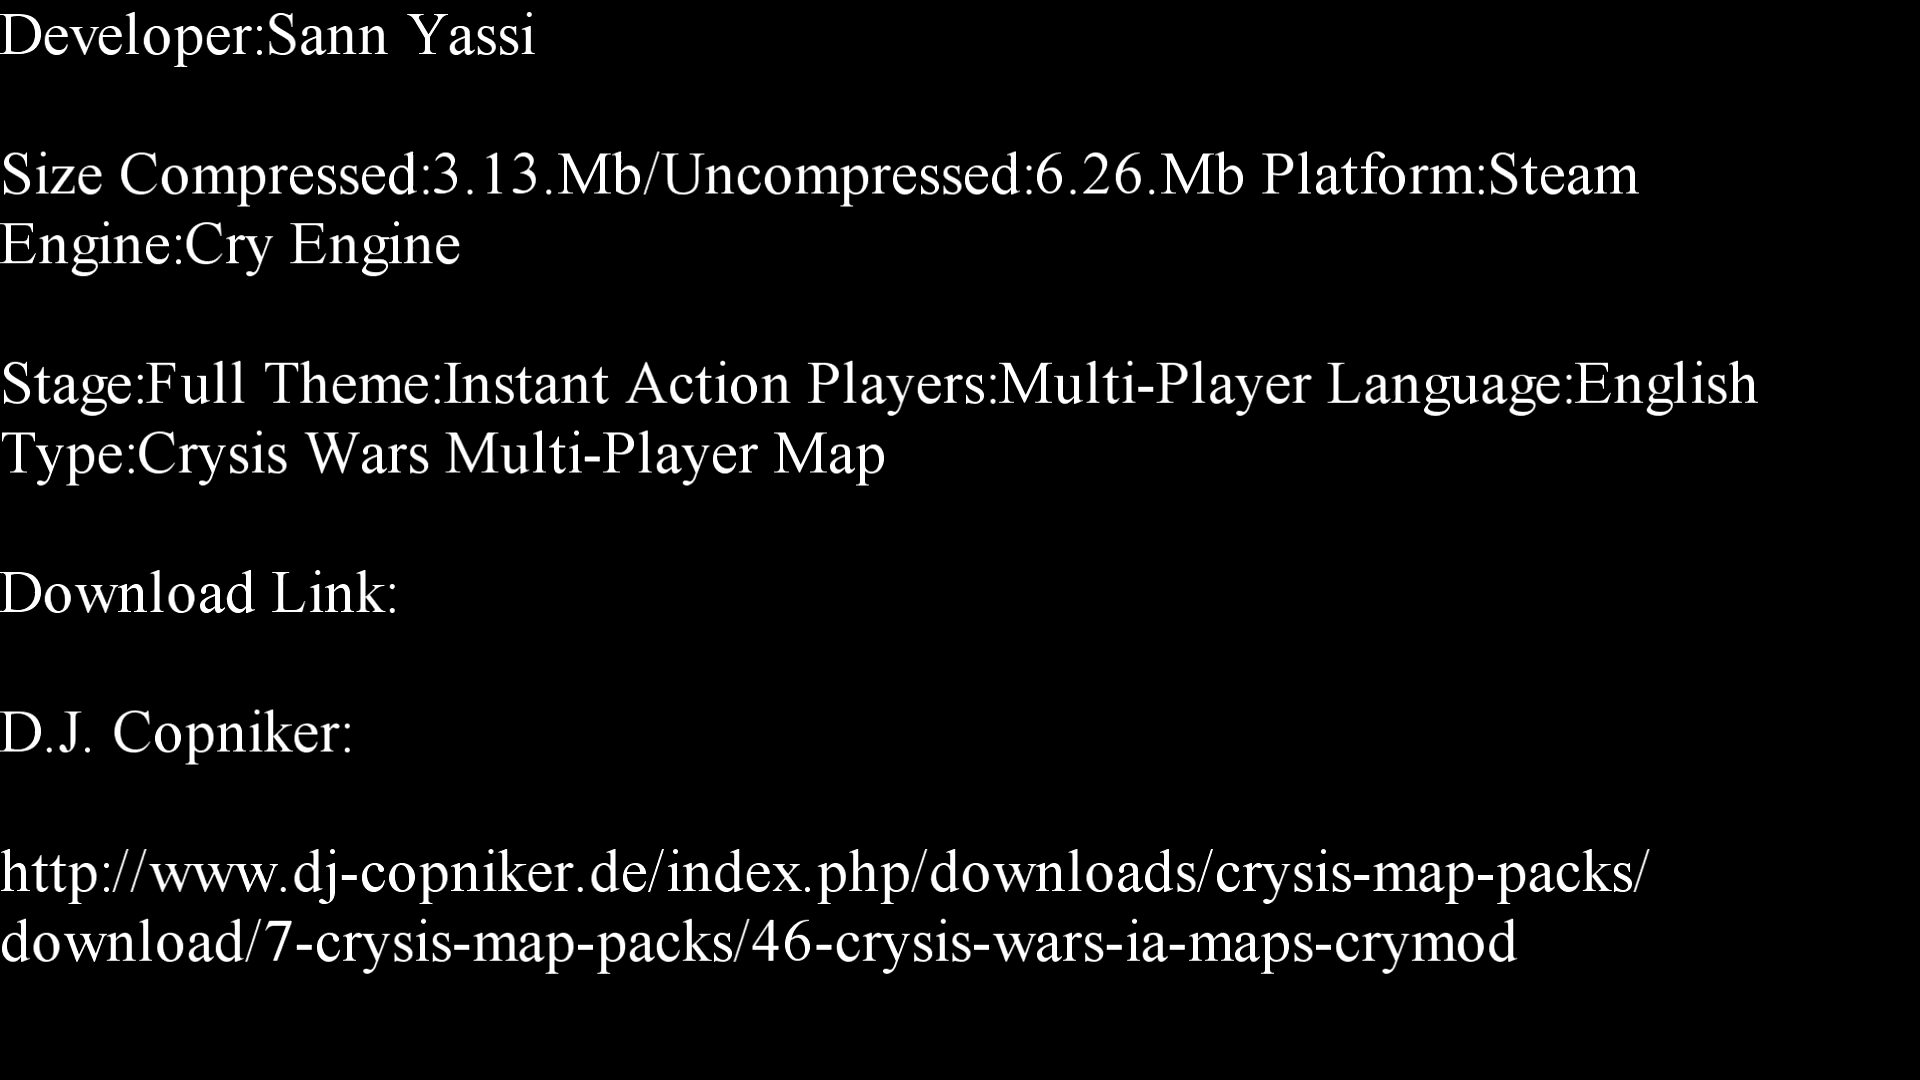 Developer:Sann Yassi
Size Compressed:3.13.Mb/Uncompressed:6.26.Mb Platform:Steam
Engine:Cry Engine
Stage:Full Theme:Instant Action Players:Multi-Player Language:English
Type:Crysis Wars Multi-Player Map
Download Link:
D.J. Copniker:
http://www.dj-copniker.de/index.php/downloads/crysis-map-packs/
download/7-crysis-map-packs/46-crysis-wars-ia-maps-crymod